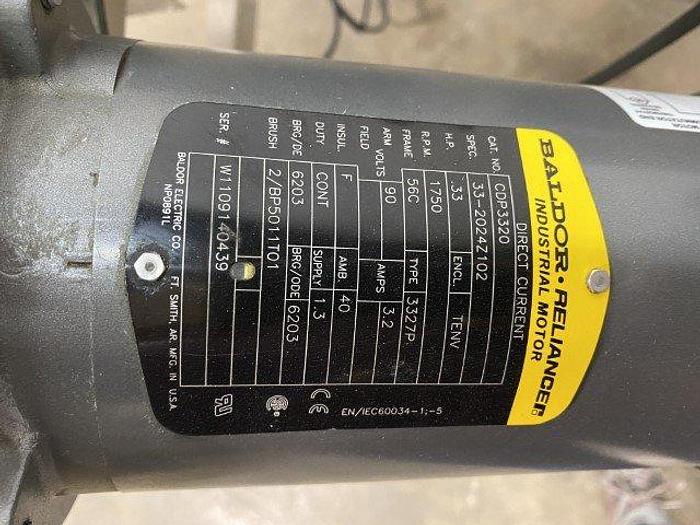 BALDOR · RELIANCER
INDUSTRIAL MOTOR
DIRECT CURRENT
CAT. NO. CDP3320
SPEC. 33-2024Z102
H.P. .33 ENCL. TENV
R.P.M. 1750
FRAME 56C TYPE 3327P
ARM VOLTS 90 AMPS 3.2
FIELD
INSUL. F AMB. 40
DUTY CONT SUPPLY 1.3
BRG/DE 6203 BRG/ODE 6203
BRUSH 2/BP5011T01
SER. # W1109140439
EN/IEC60034-1;-5
CE
BALDOR ELECTRIC CO. FT. SMITH, AR. MFG. IN U.S.A.
NP0891L
MOTOR